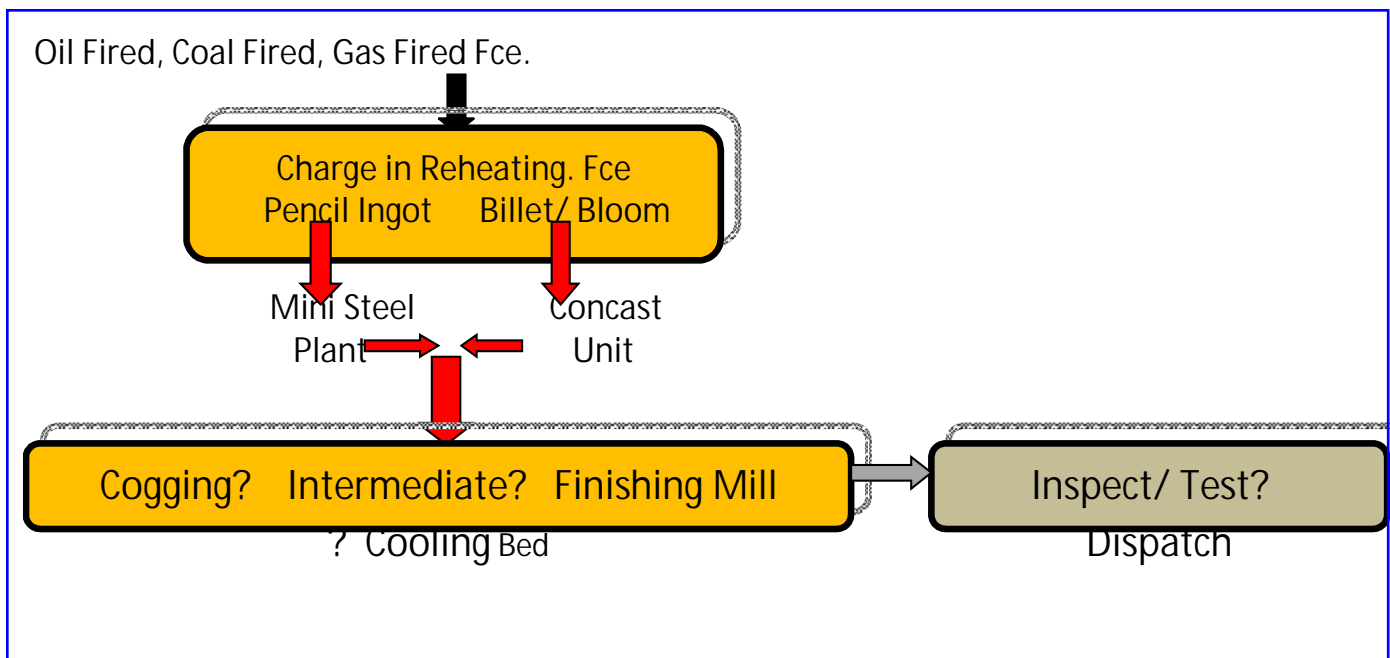 Oil Fired, Coal Fired, Gas Fired Fce.
Charge in Reheating. Fce
Pencil Ingot Billet/ Bloom
Mini Steel
Plant
Concast
Unit
Cogging? Intermediate? Finishing Mill
? Cooling Bed
Inspect/ Test?
Dispatch